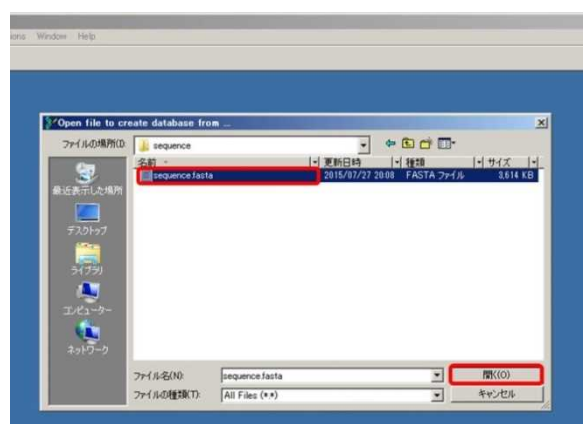 ons Window Help
Open file to create database from ...
ファイルの場所(I): sequence
名前 更新日時 種類 サイズ
sequence.fasta 2015/07/27 20:08 FASTA ファイル 3,614 KB
最近表示した場所
デスクトップ
ライブラリ
コンピューター
ネットワーク
ファイル名(N): sequence.fasta 開く(O)
ファイルの種類(T): All Files (*.*) キャンセル